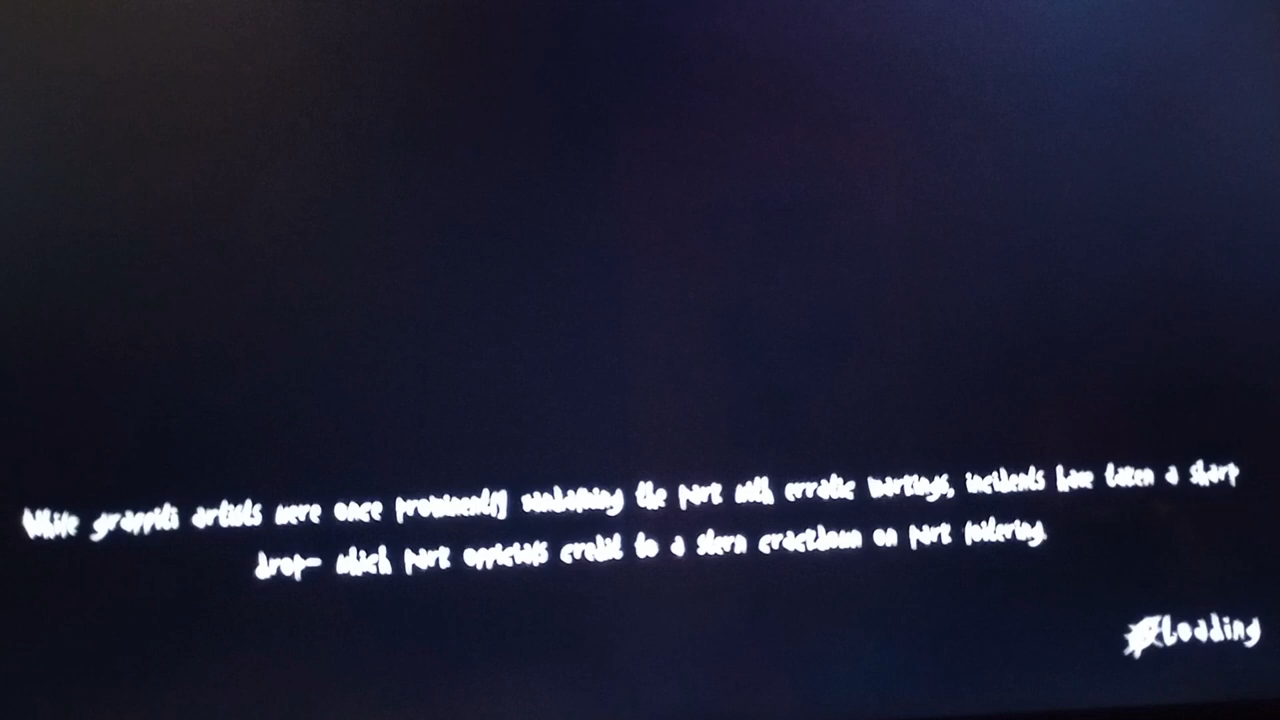 While graffiti artists were once prominently vandalising the park with erratic markings, incidents have taken a sharp
drop- which park officials credit to a stern crackdown on park loitering.
Loading